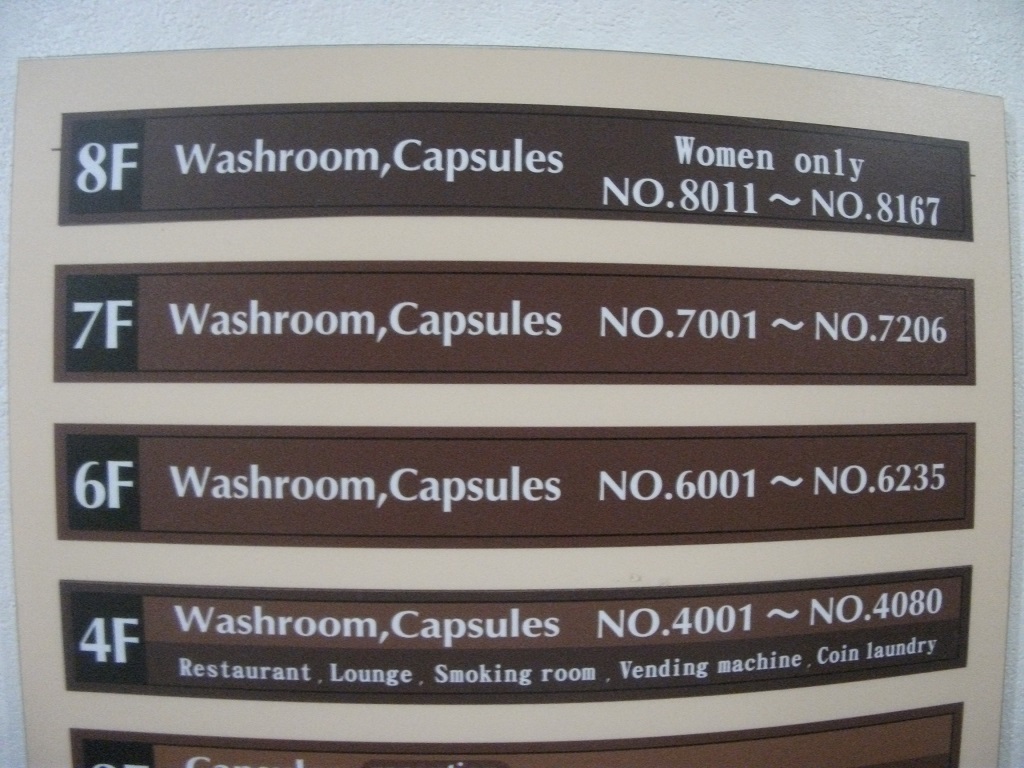 8F Washroom,Capsules Women only
NO.8011～NO.8167
7F Washroom,Capsules NO.7001～NO.7206
6F Washroom,Capsules NO.6001～NO.6235
4F Washroom,Capsules NO.4001～NO.4080
Restaurant, Lounge, Smoking room, Vending machine, Coin laundry